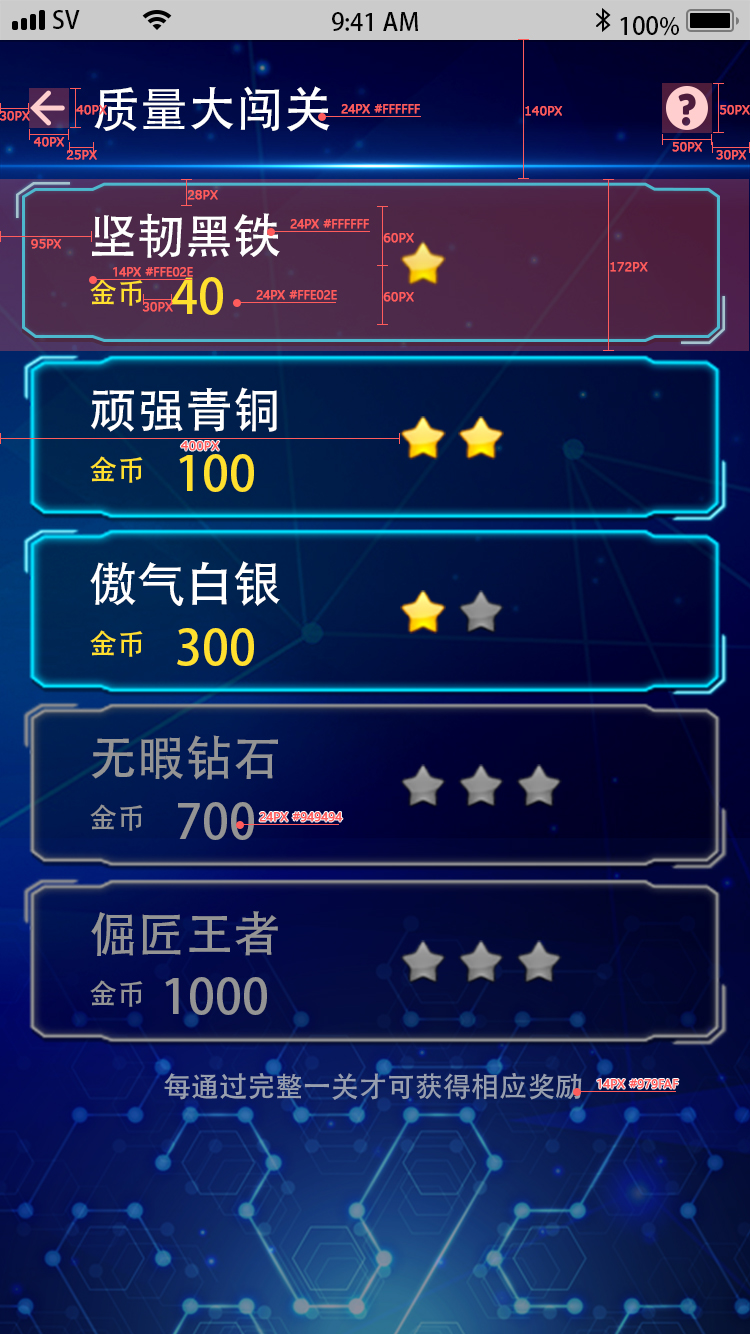 SV 9:41 AM 100%
30PX 40PX 质量大闯关 24PX #FFFFFF 140PX ? 50PX
40PX 25PX 50PX 30PX
28PX
坚韧黑铁 24PX #FFFFFF
95PX 60PX 172PX
14PX #FFE02E
金币 30PX 40 24PX #FFE02E 60PX
顽强青铜
400PX
金币 100
傲气白银
金币 300
无暇钻石
金币 700 24PX #949494
倔匠王者
金币 1000
每通过完整一关才可获得相应奖励 14PX #979FAF